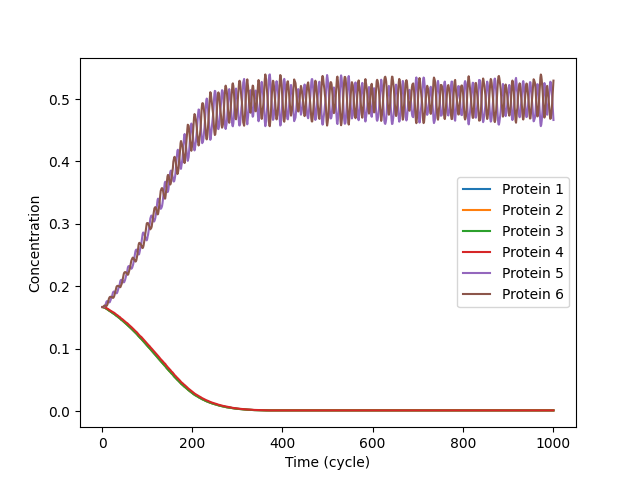 Concentration
0.5
0.4
0.3
0.2
0.1
0.0
Protein 1
Protein 2
Protein 3
Protein 4
Protein 5
Protein 6
0 200 400 600 800 1000
Time (cycle)